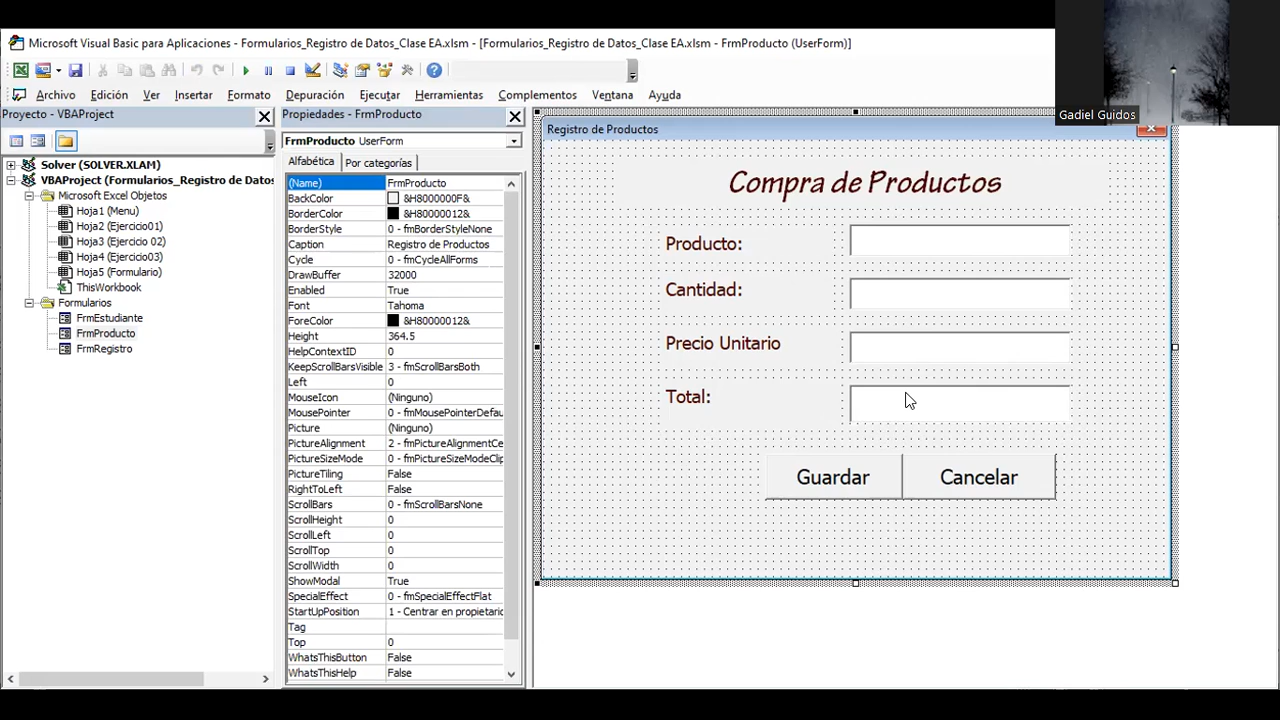 Microsoft Visual Basic para Aplicaciones - Formularios_Registro de Datos_Clase EA.xlsm - [Formularios_Registro de Datos_Clase EA.xlsm - FrmProducto (UserForm)]
Gadiel Guidos
Archivo Edición Ver Insertar Formato Depuración Ejecutar Herramientas Complementos Ventana Ayuda
Proyecto - VBAProject
Solver (SOLVER.XLAM)
VBAProject (Formularios_Registro de Datos
Microsoft Excel Objetos
Hoja1 (Menu)
Hoja2 (Ejercicio01)
Hoja3 (Ejercicio 02)
Hoja4 (Ejercicio03)
Hoja5 (Formulario)
ThisWorkbook
Formularios
FrmEstudiante
FrmProducto
FrmRegistro
Propiedades - FrmProducto
FrmProducto UserForm
Alfabética Por categorías
(Name) FrmProducto
BackColor &H8000000F&
BorderColor &H80000012&
BorderStyle 0 - fmBorderStyleNone
Caption Registro de Productos
Cycle 0 - fmCycleAllForms
DrawBuffer 32000
Enabled True
Font Tahoma
ForeColor &H80000012&
Height 364.5
HelpContextID 0
KeepScrollBarsVisible 3 - fmScrollBarsBoth
Left 0
MouseIcon (Ninguno)
MousePointer 0 - fmMousePointerDefau
Picture (Ninguno)
PictureAlignment 2 - fmPictureAlignmentCe
PictureSizeMode 0 - fmPictureSizeModeClip
PictureTiling False
RightToLeft False
ScrollBars 0 - fmScrollBarsNone
ScrollHeight 0
ScrollLeft 0
ScrollTop 0
ScrollWidth 0
ShowModal True
SpecialEffect 0 - fmSpecialEffectFlat
StartUpPosition 1 - Centrar en propietario
Tag
Top 0
WhatsThisButton False
WhatsThisHelp False
Registro de Productos
Compra de Productos
Producto:
Cantidad:
Precio Unitario
Total:
Guardar Cancelar